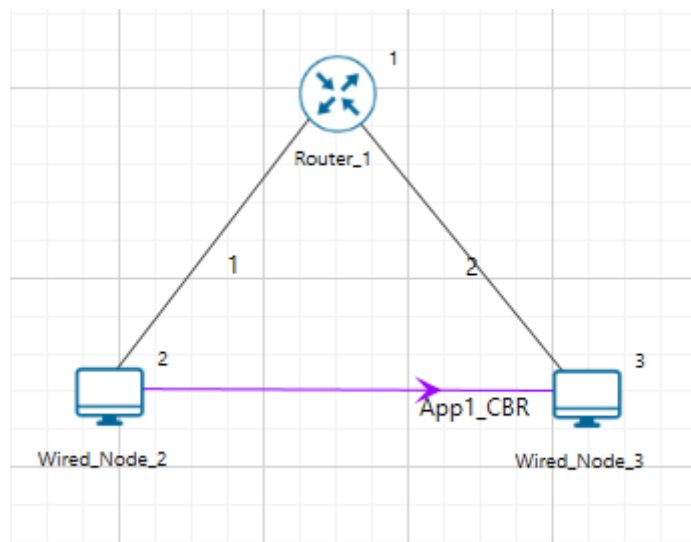 1
Router_1
1
2
2
3
App1_CBR
Wired_Node_2
Wired_Node_3